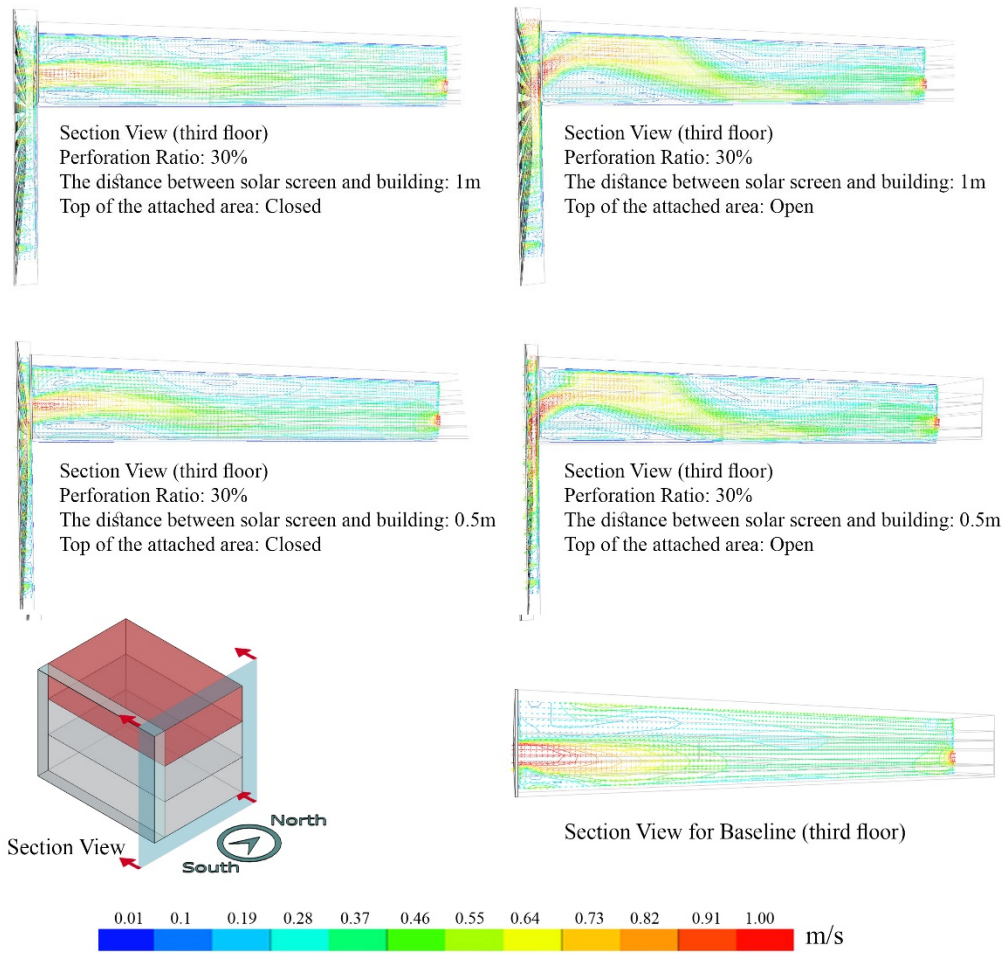 Section View (third floor)
Perforation Ratio: 30%
The distance between solar screen and building: 1m
Top of the attached area: Closed
Section View (third floor)
Perforation Ratio: 30%
The distance between solar screen and building: 1m
Top of the attached area: Open
Section View (third floor)
Perforation Ratio: 30%
The distance between solar screen and building: 0.5m
Top of the attached area: Closed
Section View (third floor)
Perforation Ratio: 30%
The distance between solar screen and building: 0.5m
Top of the attached area: Open
Section View
North
South
Section View for Baseline (third floor)
0.01 0.1 0.19 0.28 0.37 0.46 0.55 0.64 0.73 0.82 0.91 1.00
m/s